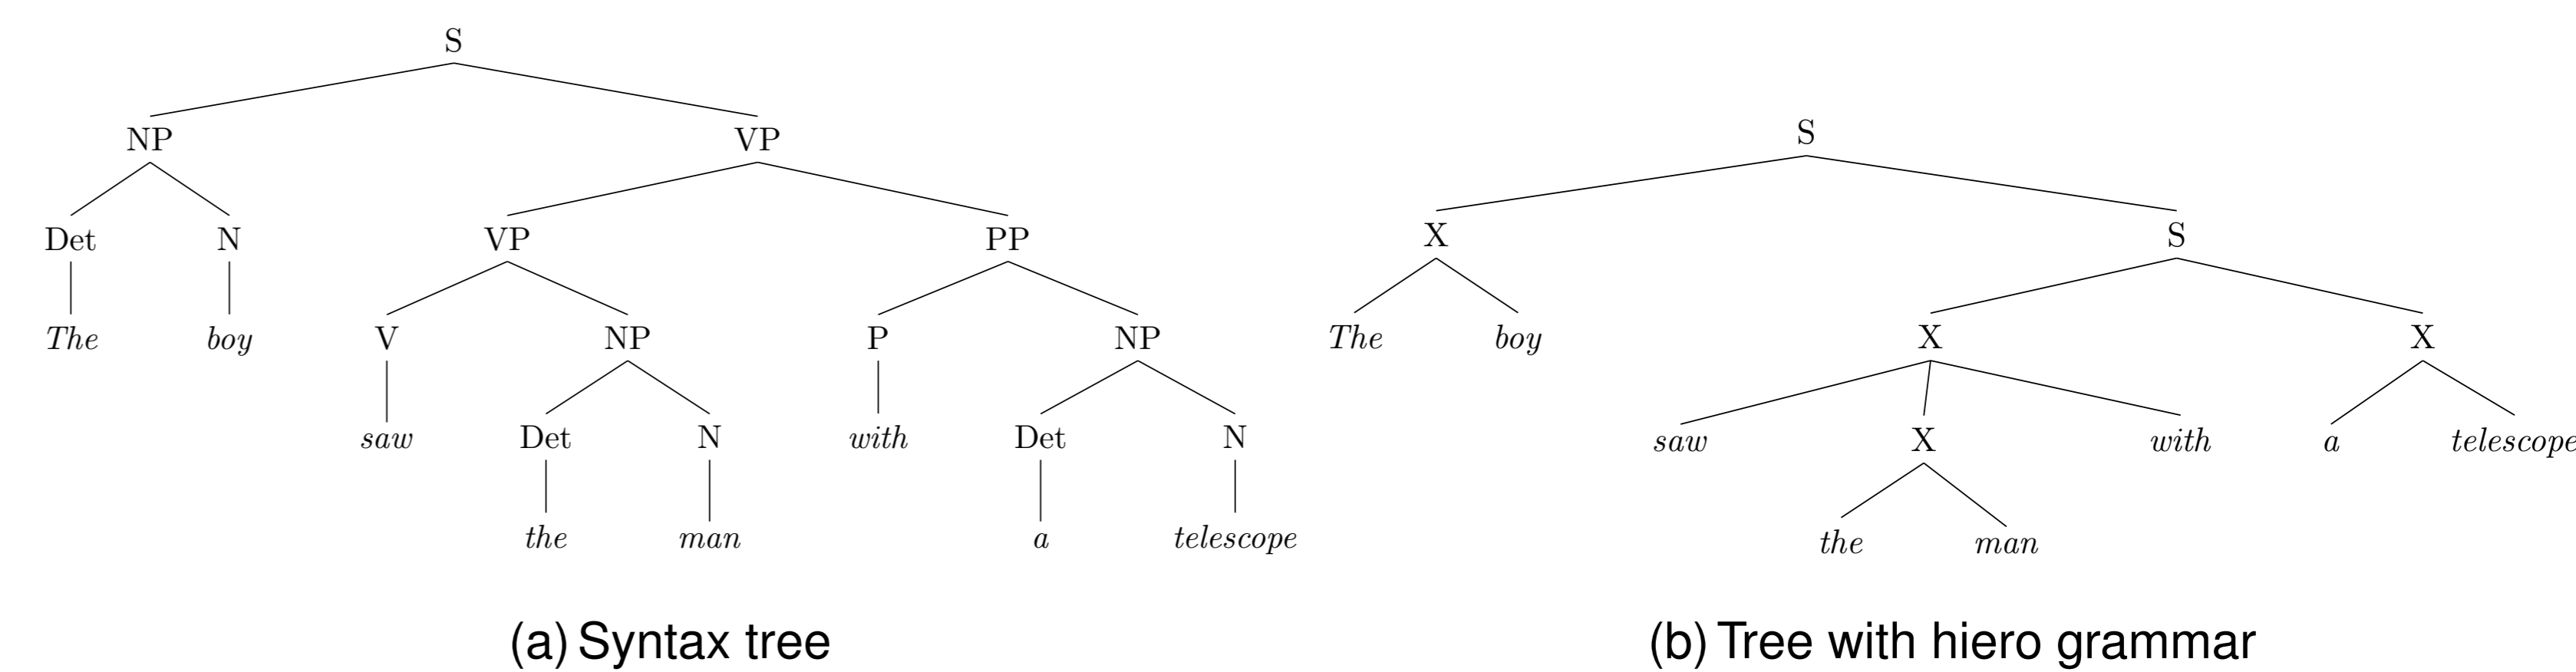 S
NP VP
Det N VP PP
The boy V NP P NP
saw Det N with Det N
the man a telescope
(a) Syntax tree
S
X S
The boy X X
saw X with a telescope
the man
(b) Tree with hiero grammar